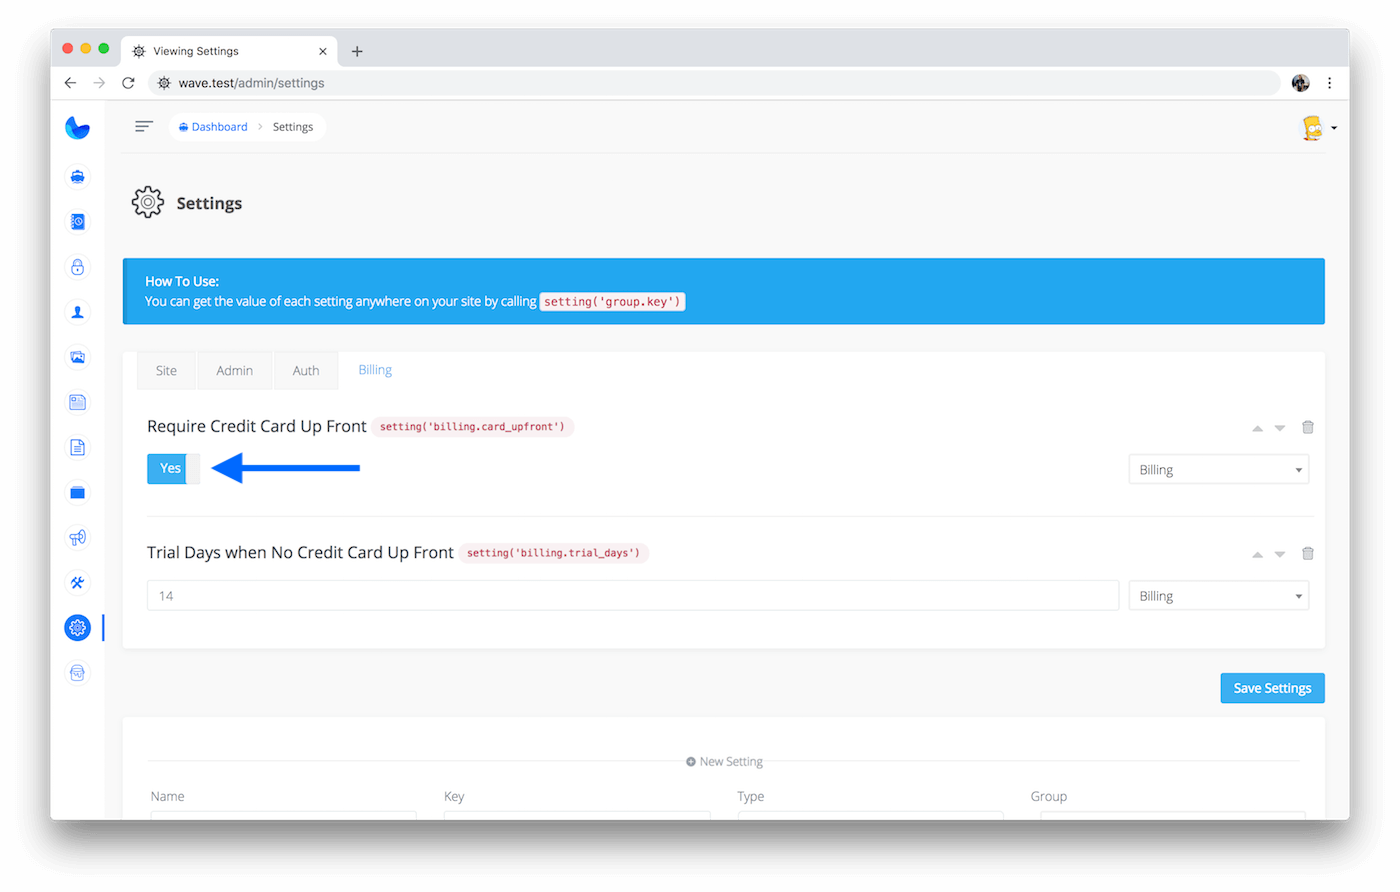 Viewing Settings
wave.test/admin/settings
Dashboard > Settings
Settings
How To Use:
You can get the value of each setting anywhere on your site by calling setting('group.key')
Site Admin Auth Billing
Require Credit Card Up Front setting('billing.card_upfront')
Yes
Billing
Trial Days when No Credit Card Up Front setting('billing.trial_days')
14
Billing
Save Settings
New Setting
Name Key Type Group